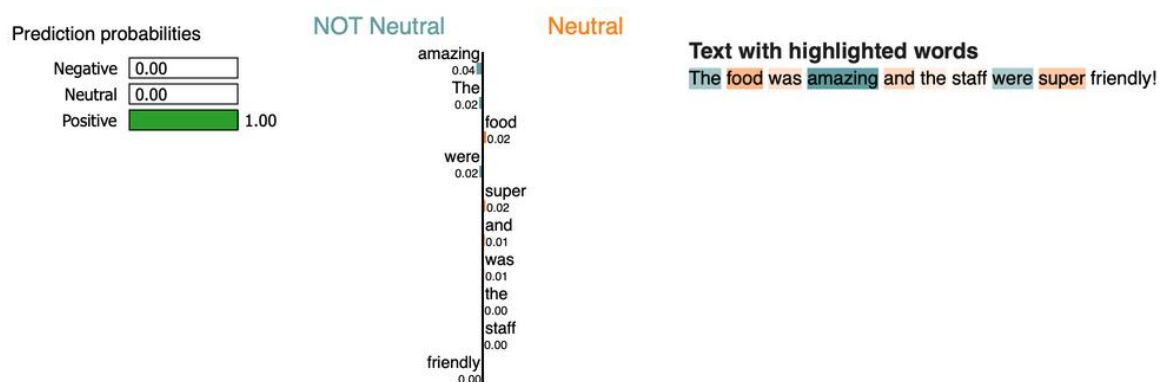 Prediction probabilities
Negative 0.00
Neutral 0.00
Positive 1.00
NOT Neutral Neutral
amazing
0.04
The
0.02
food
0.02
were
0.02
super
0.02
and
0.01
was
0.01
the
0.00
staff
0.00
friendly
0.00
Text with highlighted words
The food was amazing and the staff were super friendly!